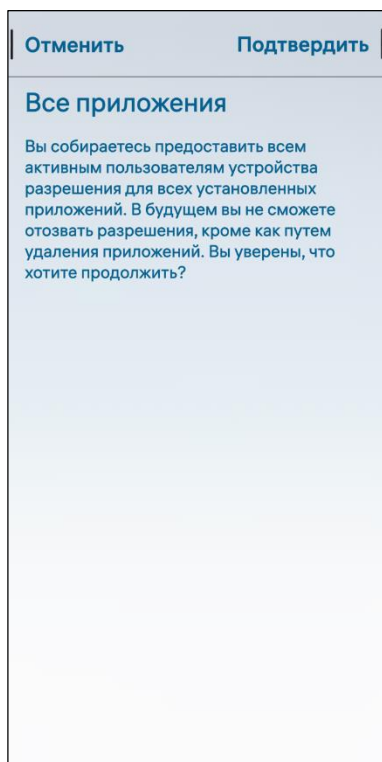 Отменить Подтвердить
Все приложения
Вы собираетесь предоставить всем
активным пользователям устройства
разрешения для всех установленных
приложений. В будущем вы не сможете
отозвать разрешения, кроме как путем
удаления приложений. Вы уверены, что
хотите продолжить?